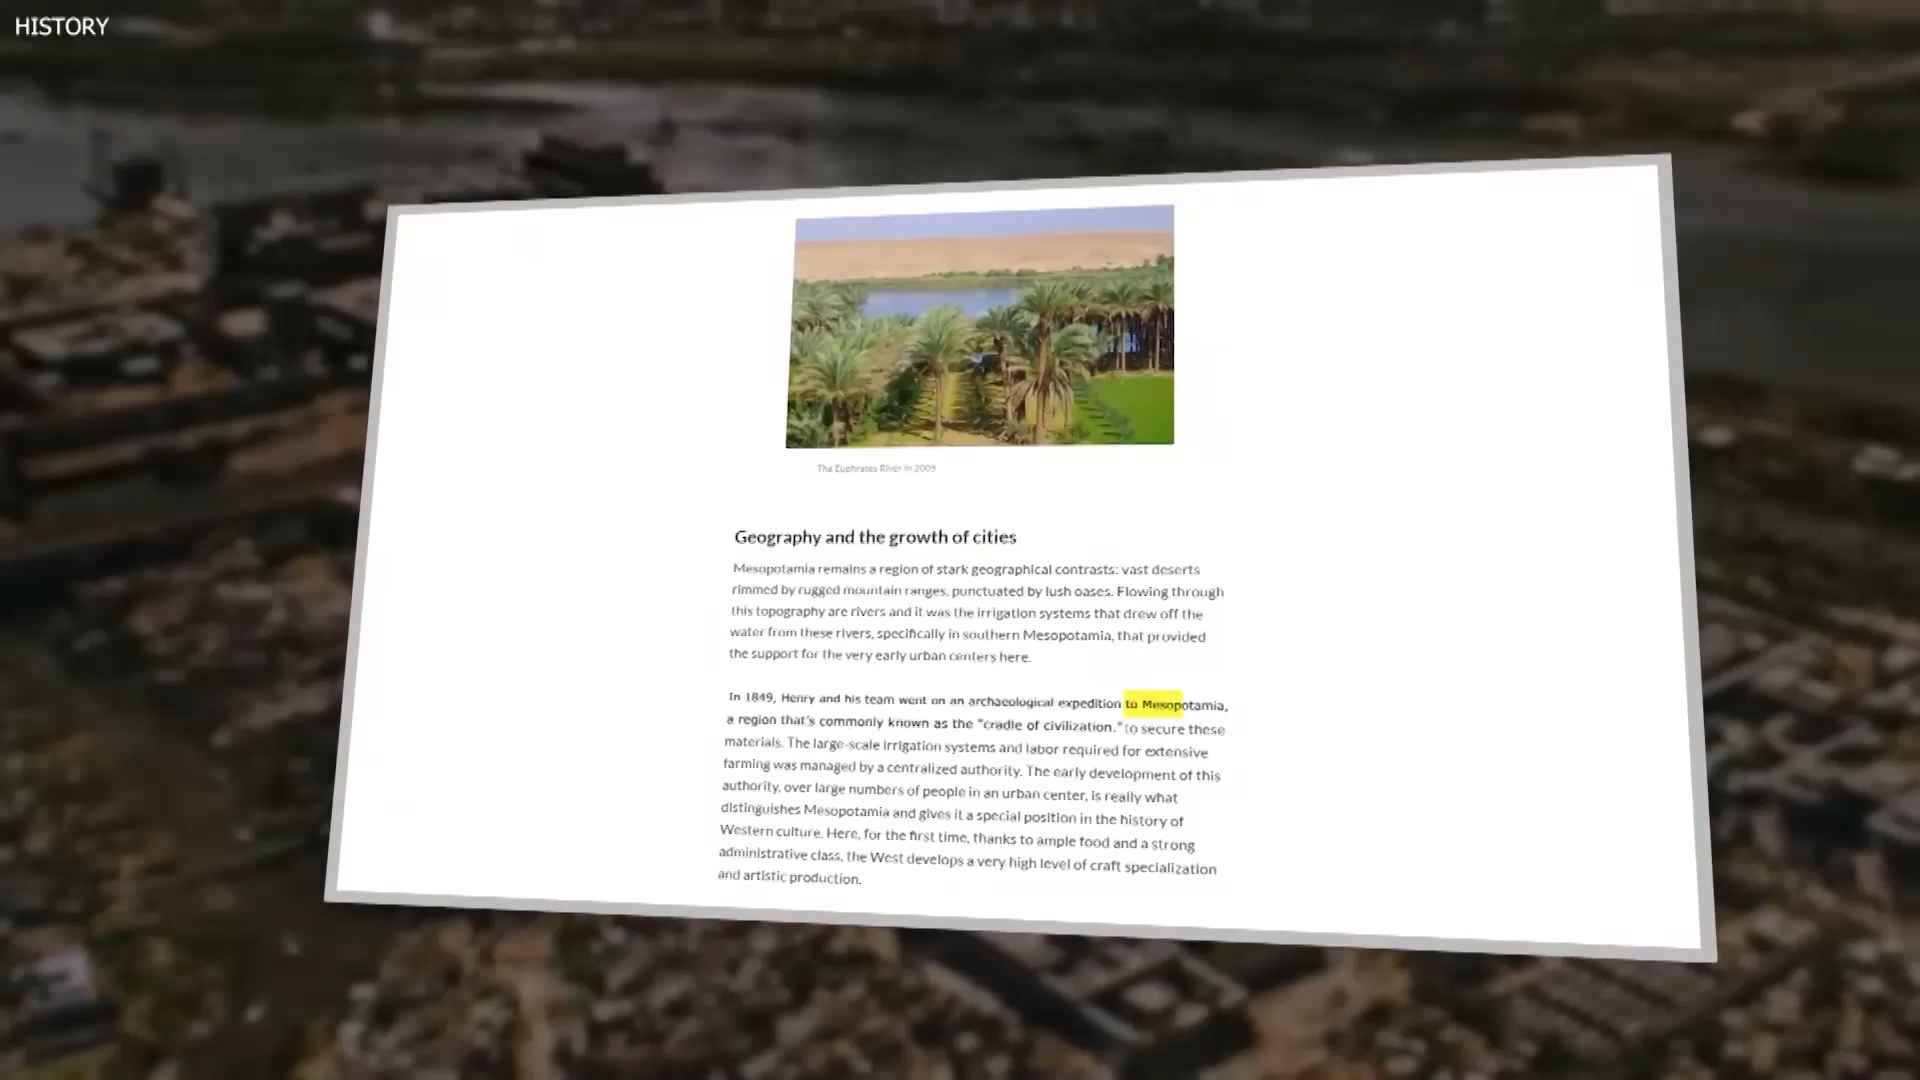 HISTORY
The Euphrates River in 2009
Geography and the growth of cities
Mesopotamia remains a region of stark geographical contrasts: vast deserts
rimmed by rugged mountain ranges, punctuated by lush oases. Flowing through
this topography are rivers and it was the irrigation systems that drew off the
water from these rivers, specifically in southern Mesopotamia, that provided
the support for the very early urban centers here.
In 1849, Henry and his team went on an archaeological expedition to Mesopotamia,
a region that's commonly known as the "cradle of civilization." to secure these
materials. The large-scale irrigation systems and labor required for extensive
farming was managed by a centralized authority. The early development of this
authority, over large numbers of people in an urban center, is really what
distinguishes Mesopotamia and gives it a special position in the history of
Western culture. Here, for the first time, thanks to ample food and a strong
administrative class, the West develops a very high level of craft specialization
and artistic production.